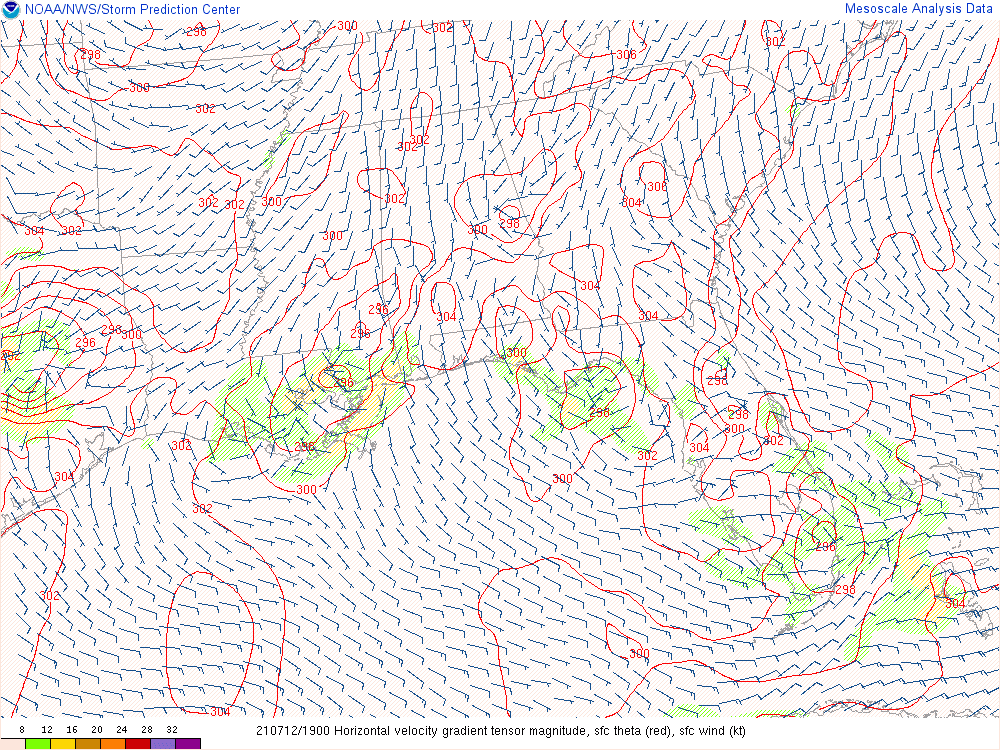 NOAA/NWS/Storm Prediction Center
Mesoscale Analysis Data
298 300 302 802
298 306
300
302
302
302
306
302 302 300 302 304
304 302 300 298
300
304
296 304 304
298 300 296
296
292 300
296 298
298 298
300
302 298 304 302
304 302
300 300
302
296
302 298
304
300
304
8 12 16 20 24 28 32
210712/1900 Horizontal velocity gradient tensor magnitude, sfc theta (red), sfc wind (kt)